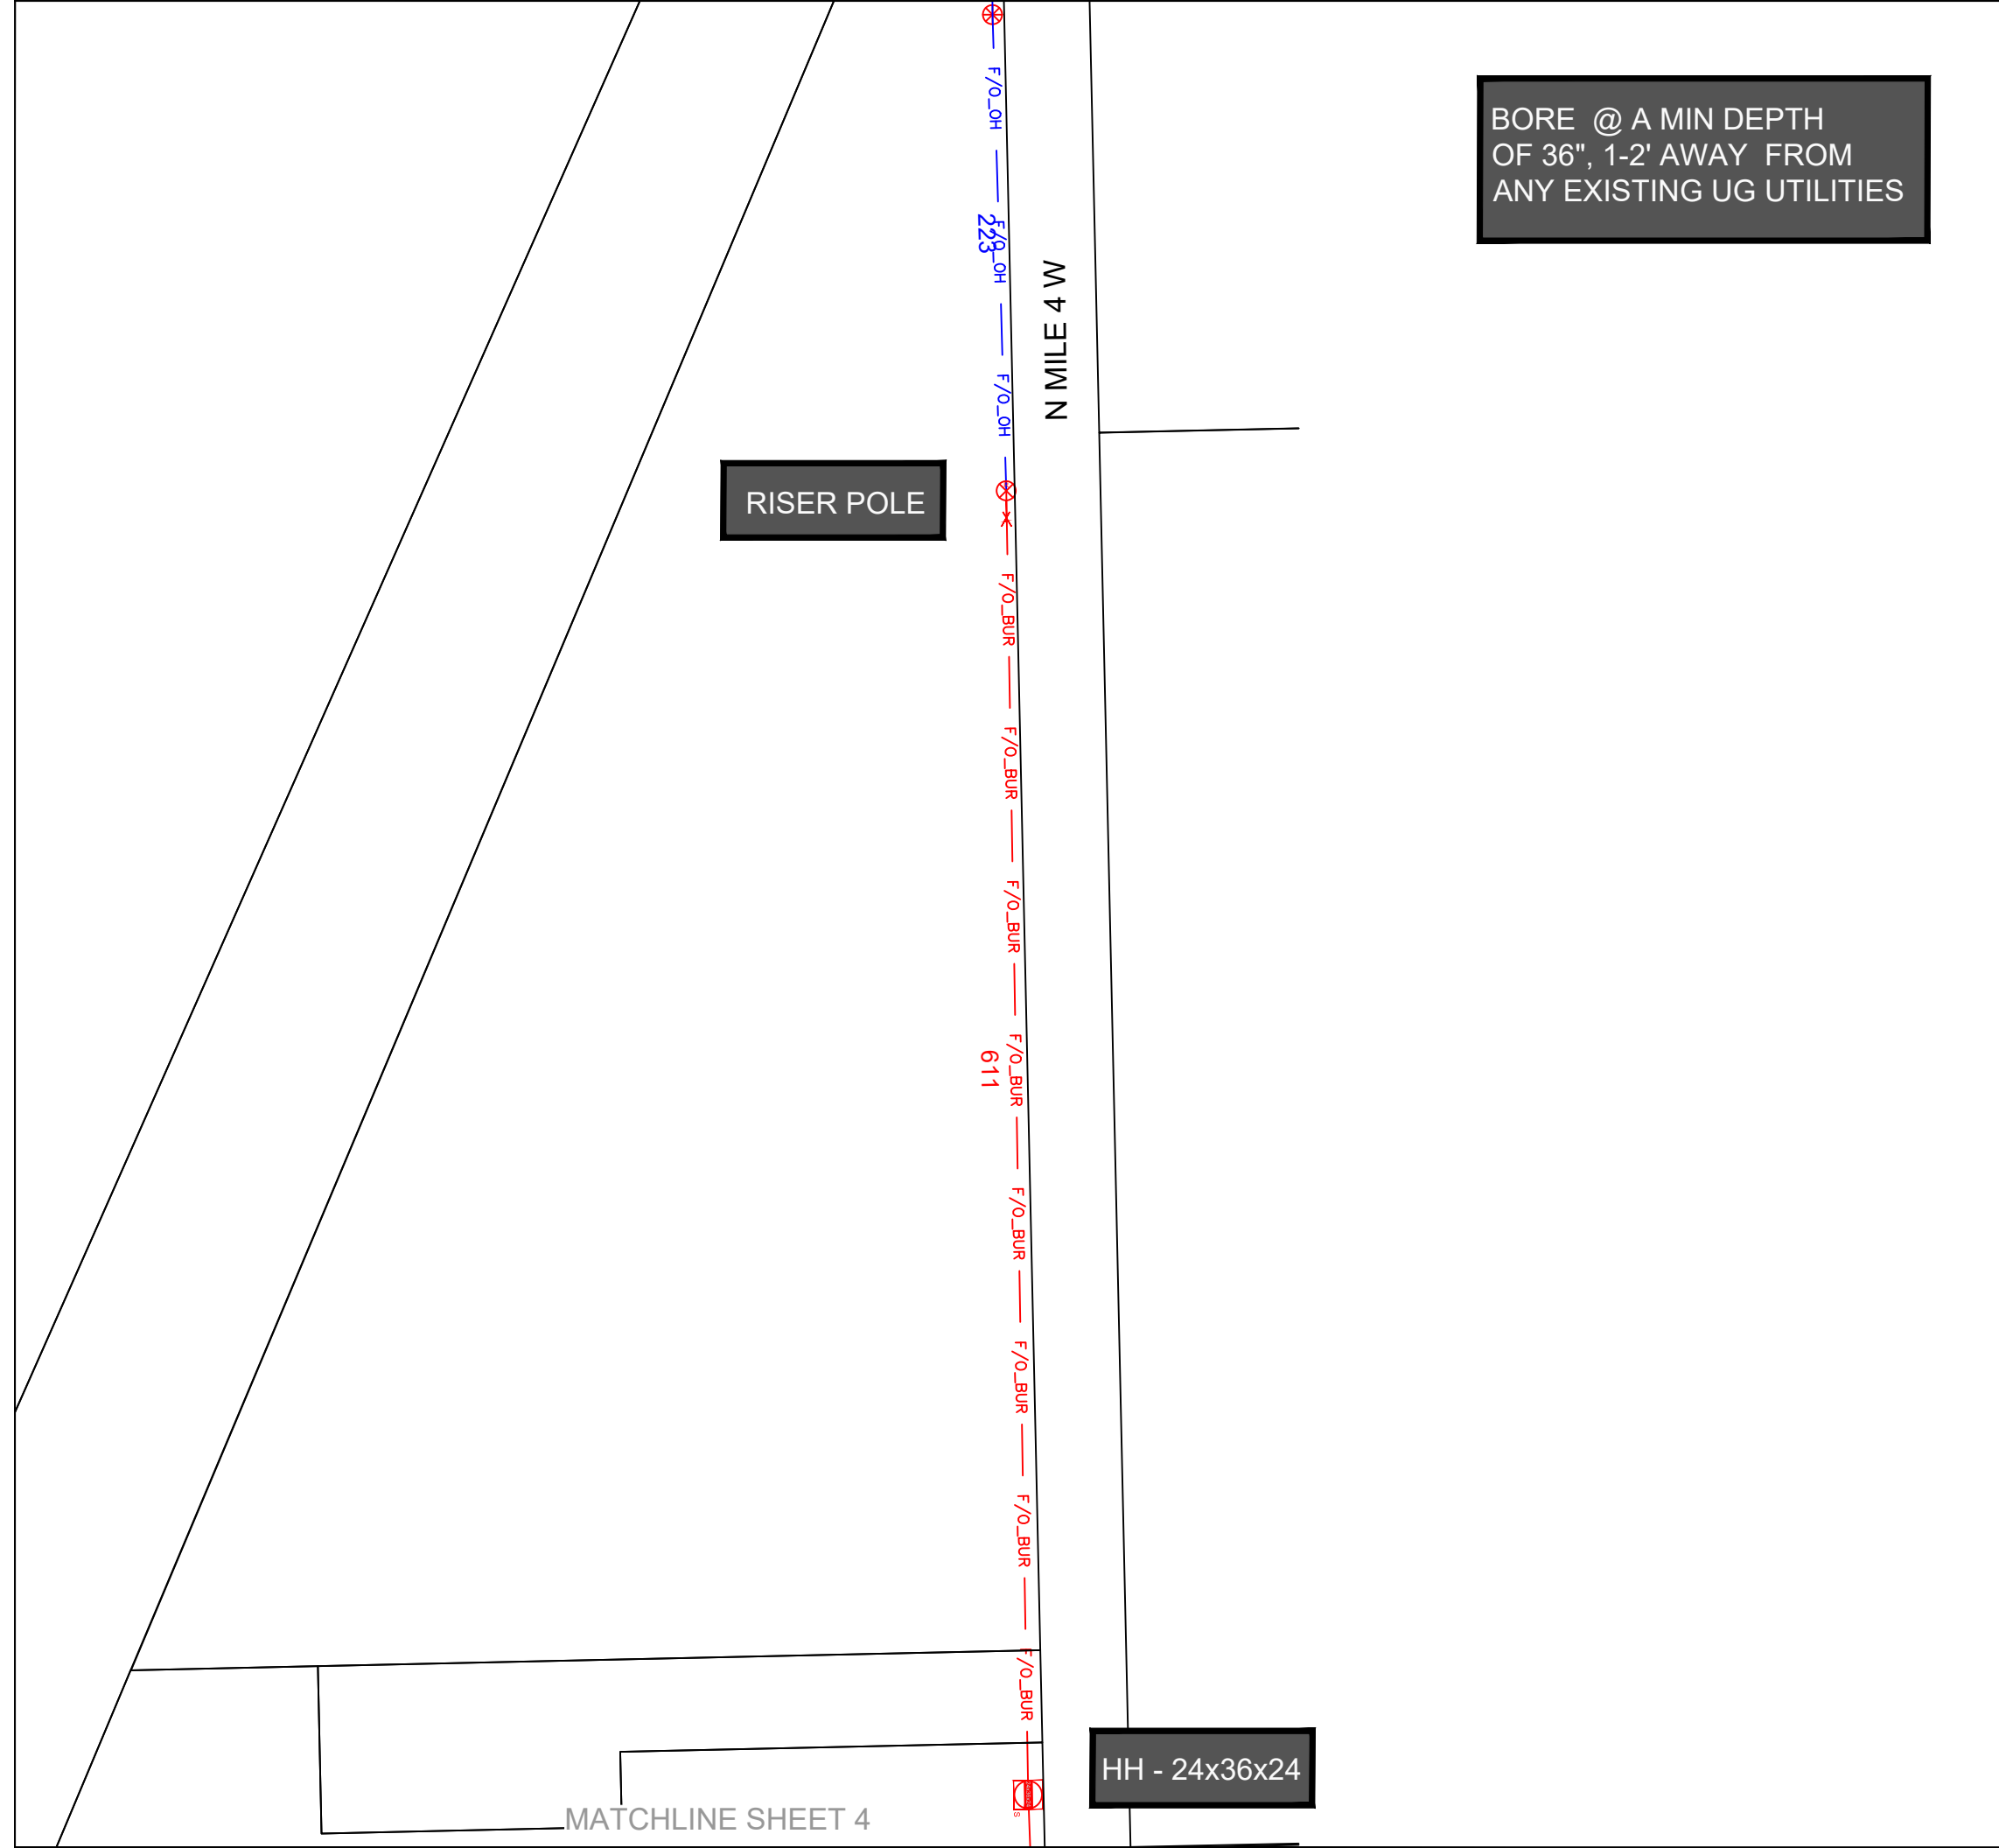 F/O_OH
BORE @ A MIN DEPTH
OF 36", 1-2' AWAY FROM
ANY EXISTING UG UTILITIES
223
F/O_OH
N MILE 4 W
F/O_OH
RISER POLE
X
F/O_BUR
F/O_BUR
F/O_BUR
F/O_BUR
611
F/O_BUR
F/O_BUR
F/O_BUR
F/O_BUR
HH - 24x36x24
S
MATCHLINE SHEET 4